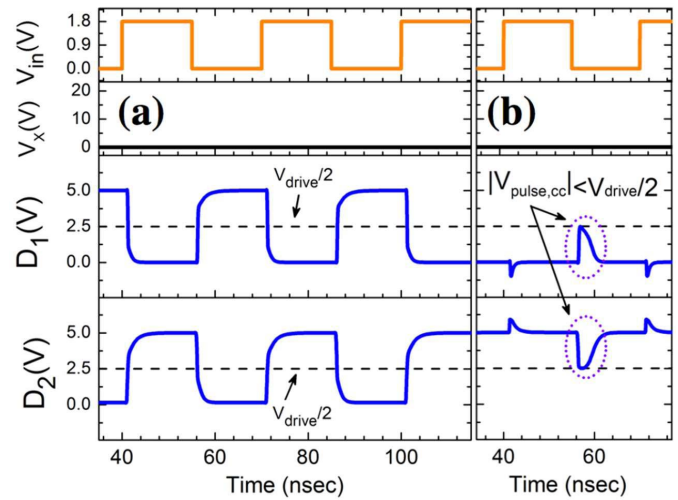 V_in(V)
1.8
0.9
0.0
V_x(V)
20
10
0
(a)
(b)
D_1(V)
5.0
2.5
0.0
V_drive/2
|V_pulse,cc|<V_drive/2
D_2(V)
5.0
2.5
0.0
V_drive/2
40 60 80 100
40 60
Time (nsec)
Time (nsec)